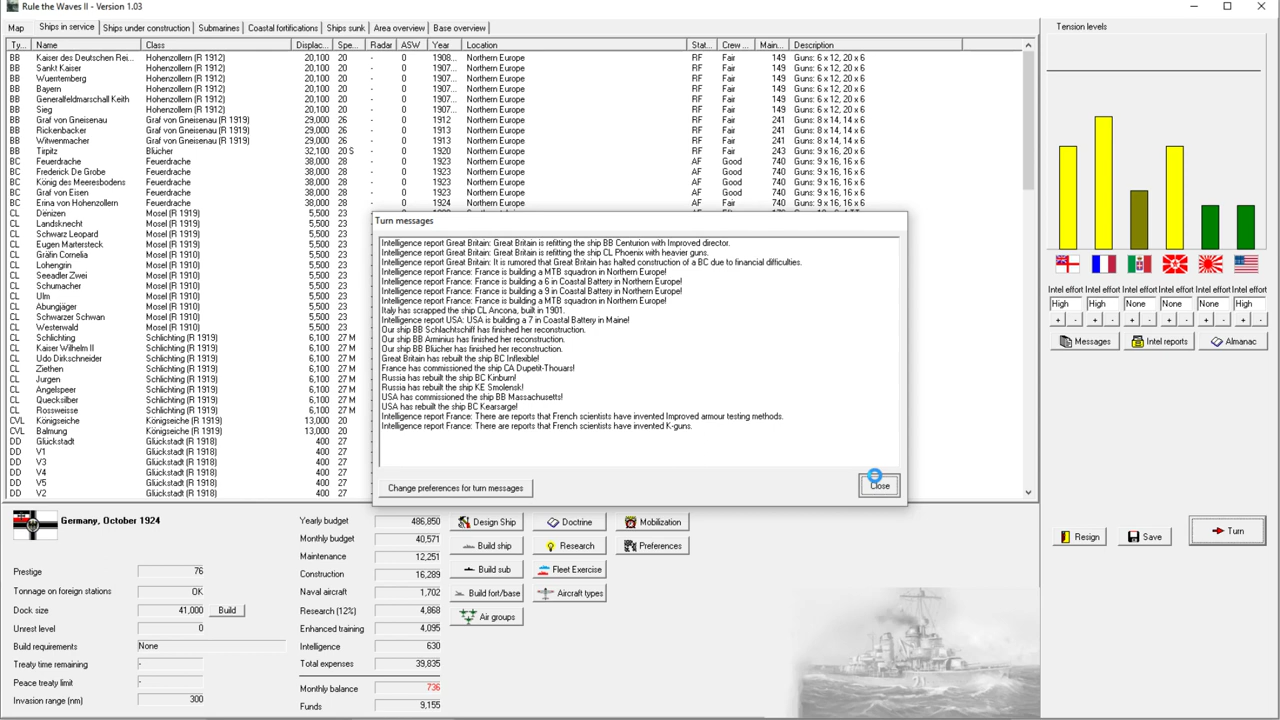 Rule the Waves II - Version 1.03
Map Ships in service Ships under construction Submarines Coastal fortifications Ships sunk Area overview Base overview
Ty... Name Class Displac... Spe... Radar ASW Year Location Stat... Crew ... Main... Description
BB Kaiser des Deutschen Rei... Hohenzollern (R 1912) 20,100 20 - 0 1908... Northern Europe RF Fair 149 Guns: 6 x 12, 20 x 6
BB Sankt Kaiser Hohenzollern (R 1912) 20,100 20 - 0 1907... Northern Europe RF Fair 149 Guns: 6 x 12, 20 x 6
BB Wuerttemberg Hohenzollern (R 1912) 20,100 20 - 0 1907... Northern Europe RF Fair 149 Guns: 6 x 12, 20 x 6
BB Bayern Hohenzollern (R 1912) 20,100 20 - 0 1907... Northern Europe RF Fair 149 Guns: 6 x 12, 20 x 6
BB Generalfeldmarschall Keith Hohenzollern (R 1912) 20,100 20 - 0 1907... Northern Europe RF Fair 149 Guns: 6 x 12, 20 x 6
BB Sieg Hohenzollern (R 1912) 20,100 20 - 0 1907... Northern Europe RF Fair 149 Guns: 6 x 12, 20 x 6
BB Graf von Gneisenau Graf von Gneisenau (R 1919) 29,000 26 - 0 1912 Northern Europe RF Fair 241 Guns: 8 x 14, 14 x 6
BB Rickenbacker Graf von Gneisenau (R 1919) 29,000 26 - 0 1913 Northern Europe RF Fair 241 Guns: 8 x 14, 14 x 6
BB Witwenmacher Graf von Gneisenau (R 1919) 29,000 26 - 0 1913 Northern Europe RF Fair 241 Guns: 8 x 14, 14 x 6
BB Tirpitz Blücher 32,100 20 S - 0 1920 Northern Europe RF Fair 243 Guns: 9 x 16, 16 x 6
BC Feuerdrache Feuerdrache 38,000 28 - 0 1923 Northern Europe AF Good 740 Guns: 9 x 16, 16 x 6
BC Frederick De Grobe Feuerdrache 38,000 28 - 0 1923 Northern Europe AF Good 740 Guns: 9 x 16, 16 x 6
BC König des Meeresbodens Feuerdrache 38,000 28 - 0 1923 Northern Europe AF Good 740 Guns: 9 x 16, 16 x 6
BC Graf von Eisen Feuerdrache 38,000 28 - 0 1923 Northern Europe AF Good 740 Guns: 9 x 16, 16 x 6
BC Erina von Hohenzollern Feuerdrache 38,000 28 - 0 1924 Northern Europe AF Fair 740 Guns: 9 x 16, 16 x 6
CL Denizen Mosel (R 1919) 5,500 23
CL Landsknecht Mosel (R 1919) 5,500 23
CL Schwarz Leopard Mosel (R 1919) 5,500 23
CL Eugen Martersteck Mosel (R 1919) 5,500 23
CL Gräfin Cornelia Mosel (R 1919) 5,500 23
CL Lohengrin Mosel (R 1919) 5,500 23
CL Seeadler Zwei Mosel (R 1919) 5,500 23
CL Schumacher Mosel (R 1919) 5,500 23
CL Ulm Mosel (R 1919) 5,500 23
CL Abungjäger Mosel (R 1919) 5,500 23
CL Schwarzer Schwan Mosel (R 1919) 5,500 23
CL Westerwald Mosel (R 1919) 5,500 23
CL Schlichting Schlichting (R 1919) 6,100 27 M
CL Kaiser Wilhelm II Schlichting (R 1919) 6,100 27 M
CL Udo Dirkschneider Schlichting (R 1919) 6,100 27 M
CL Ziethen Schlichting (R 1919) 6,100 27 M
CL Jurgen Schlichting (R 1919) 6,100 27 M
CL Angelspeer Schlichting (R 1919) 6,100 27 M
CL Quecksilber Schlichting (R 1919) 6,100 27 M
CL Rossweisse Schlichting (R 1919) 6,100 27 M
CVL Königseiche Königseiche (R 1919) 13,000 20
CVL Balmung Königseiche (R 1919) 13,000 20
DD Glückstadt Glückstadt (R 1918) 400 27
DD V1 Glückstadt (R 1918) 400 27
DD V3 Glückstadt (R 1918) 400 27
DD V4 Glückstadt (R 1918) 400 27
DD V5 Glückstadt (R 1918) 400 27
DD V2 Glückstadt (R 1918) 400 27
Turn messages
Intelligence report Great Britain: Great Britain is refitting the ship BB Centurion with Improved director.
Intelligence report Great Britain: Great Britain is refitting the ship CL Phoenix with heavier guns.
Intelligence report Great Britain: It is rumored that Great Britain has halted construction of a BC due to financial difficulties.
Intelligence report France: France is building a MTB squadron in Northern Europe!
Intelligence report France: France is building a 6 in Coastal Battery in Northern Europe!
Intelligence report France: France is building a 9 in Coastal Battery in Northern Europe!
Intelligence report France: France is building a MTB squadron in Northern Europe!
Italy has scrapped the ship CL Ancona, built in 1901.
Intelligence report USA: USA is building a 7 in Coastal Battery in Maine!
Our ship BB Schlachtschiff has finished her reconstruction.
Our ship BB Arminius has finished her reconstruction.
Our ship BB Blücher has finished her reconstruction.
Great Britain has rebuilt the ship BC Inflexible!
France has commissioned the ship CA Dupetit-Thouars!
Russia has rebuilt the ship BC Kinburn!
Russia has rebuilt the ship KE Smolensk!
USA has commissioned the ship BB Massachusetts!
USA has rebuilt the ship BC Kearsarge!
Intelligence report France: There are reports that French scientists have invented Improved armour testing methods.
Intelligence report France: There are reports that French scientists have invented K-guns.
Change preferences for turn messages Close
Tension levels
Intel effort Intel effort Intel effort Intel effort Intel effort Intel effort
High High None None None High
+ - + - + - + - + - + -
Messages Intel reports Almanac
Resign Save Turn
Germany, October 1924
Prestige 76
Tonnage on foreign stations OK
Dock size 41,000 Build
Unrest level 0
Build requirements None
Treaty time remaining -
Peace treaty limit -
Invasion range (nm) 300
Yearly budget 486,850
Monthly budget 40,571
Maintenance 12,251
Construction 16,289
Naval aircraft 1,702
Research (12%) 4,868
Enhanced training 4,095
Intelligence 630
Total expenses 39,835
Monthly balance 736
Funds 9,155
Design Ship Doctrine Mobilization
Build ship Research Preferences
Build sub Fleet Exercise
Build fort/base Aircraft types
Air groups